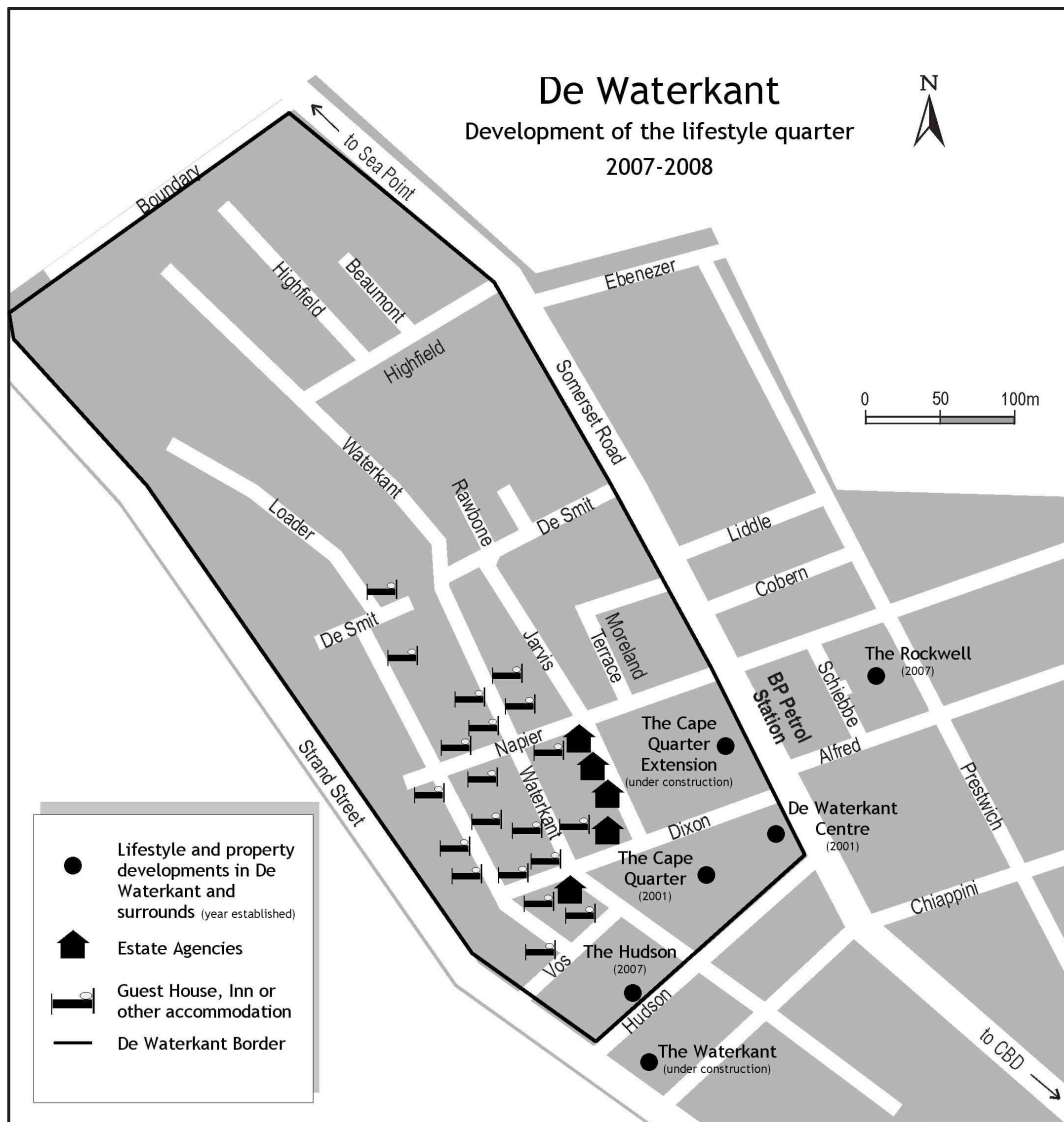 De Waterkant
Development of the lifestyle quarter
2007-2008
N
to Sea Point
Boundary
Highfield
Beaumont
Highfield
Ebenezer
Somerset Road
0 50 100m
Waterkant
Loader
Rawbone
De Smit
Liddle
Cobern
De Smit
Jarvis
Moreland
Terrace
The Rockwell
(2007)
Schiebbe
BP Petrol
Station
Alfred
Napier
The Cape
Quarter
Extension
(under construction)
Strand Street
Waterkant
Dixon
Prestwich
De Waterkant
Centre
(2001)
The Cape
Quarter
(2001)
Chiappini
Vos
The Hudson
(2007)
Hudson
The Waterkant
(under construction)
to CBD
Lifestyle and property
developments in De
Waterkant and
surrounds (year established)
Estate Agencies
Guest House, Inn or
other accommodation
De Waterkant Border